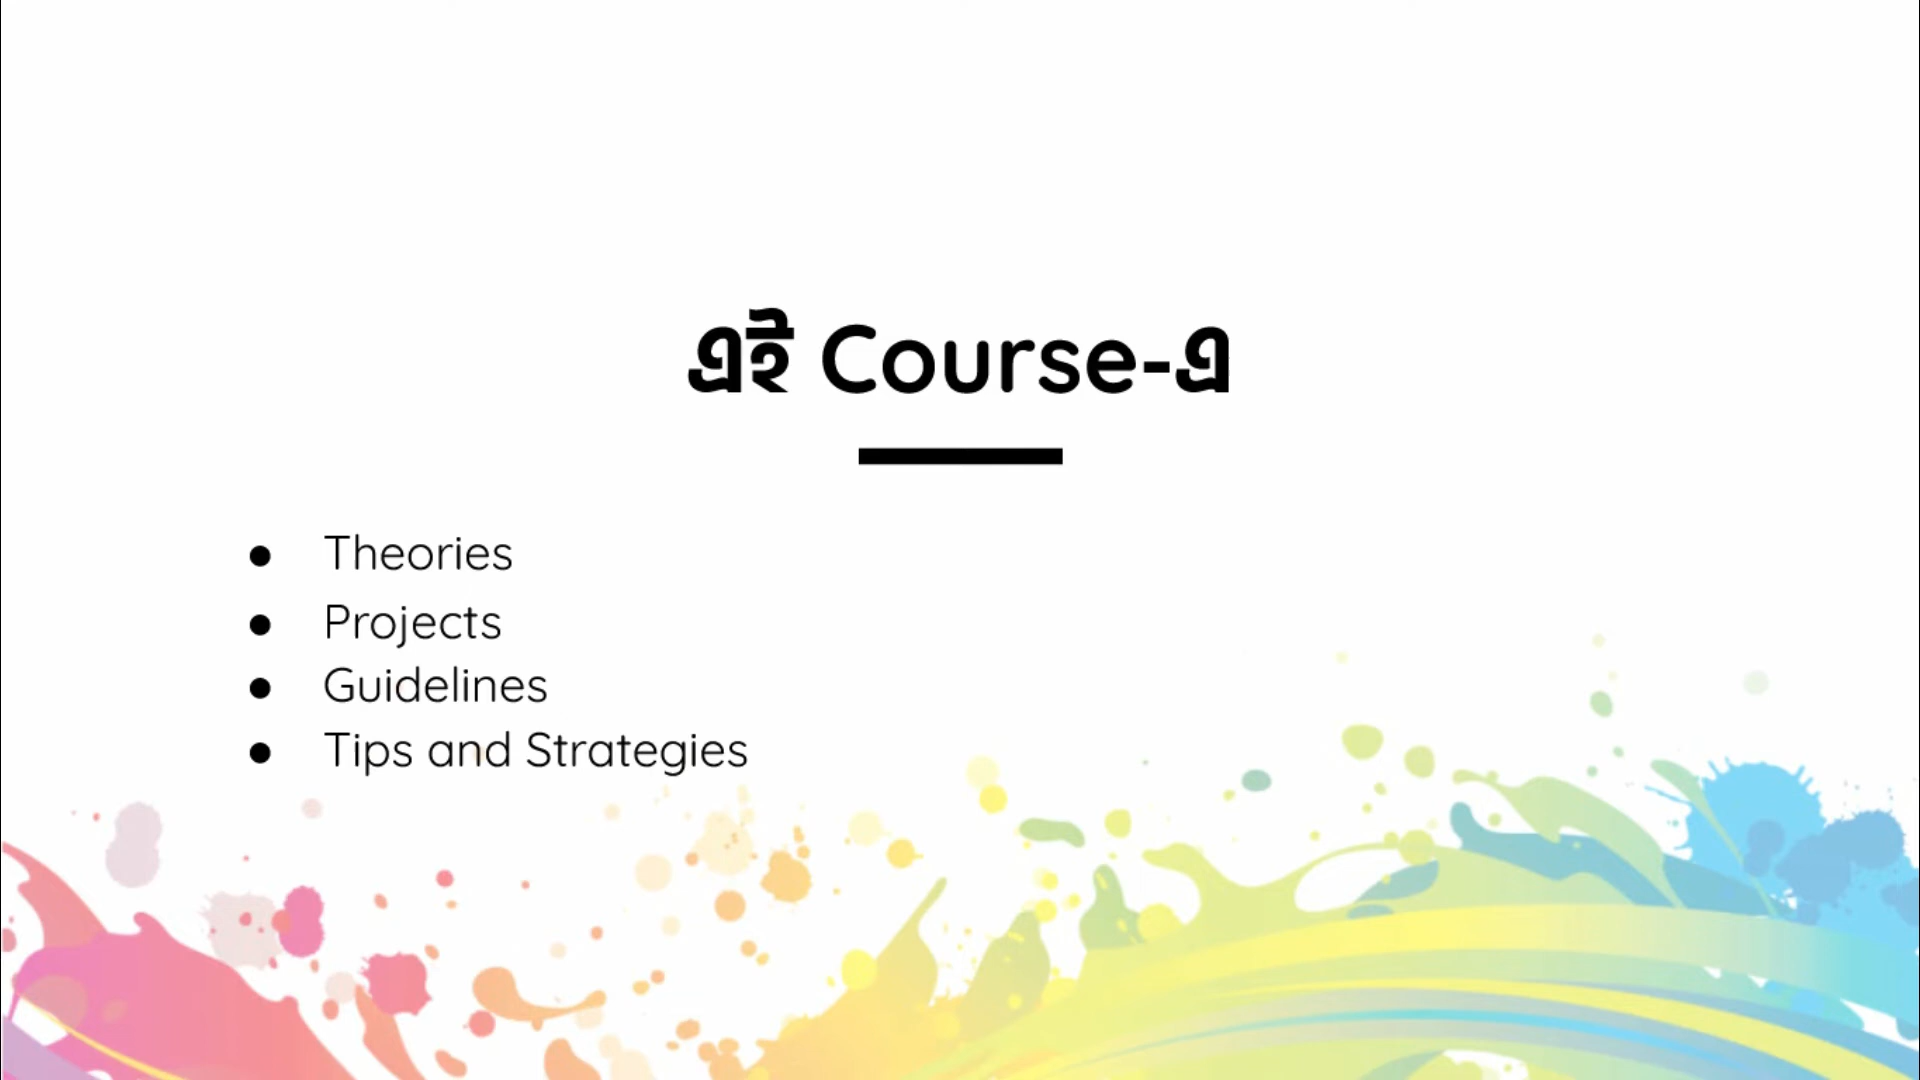 এই Course-এ
● Theories
● Projects
● Guidelines
● Tips and Strategies